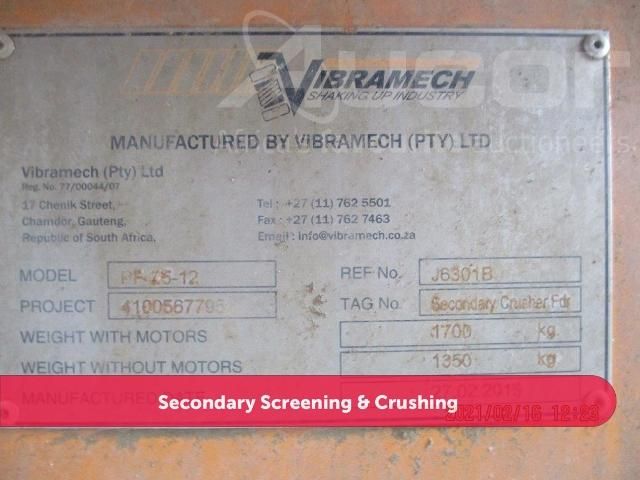 VIBRAMECH
SHAKING UP INDUSTRY
MANUFACTURED BY VIBRAMECH (PTY) LTD
Vibramech (Pty) Ltd
Reg. No. 77/00044/07
17 Chenik Street,
Chamdor, Gauteng,
Republic of South Africa.
Tel : +27 (11) 762 5501
Fax : +27 (11) 762 7463
Email : info@vibramech.co.za
MODEL
REF No. J6301B
PROJECT 4100567795
TAG No. Secondary Crusher Fdr
WEIGHT WITH MOTORS 1700 kg
WEIGHT WITHOUT MOTORS 1350 kg
MANUFACTURED
Secondary Screening & Crushing
2021/02/16 12:23